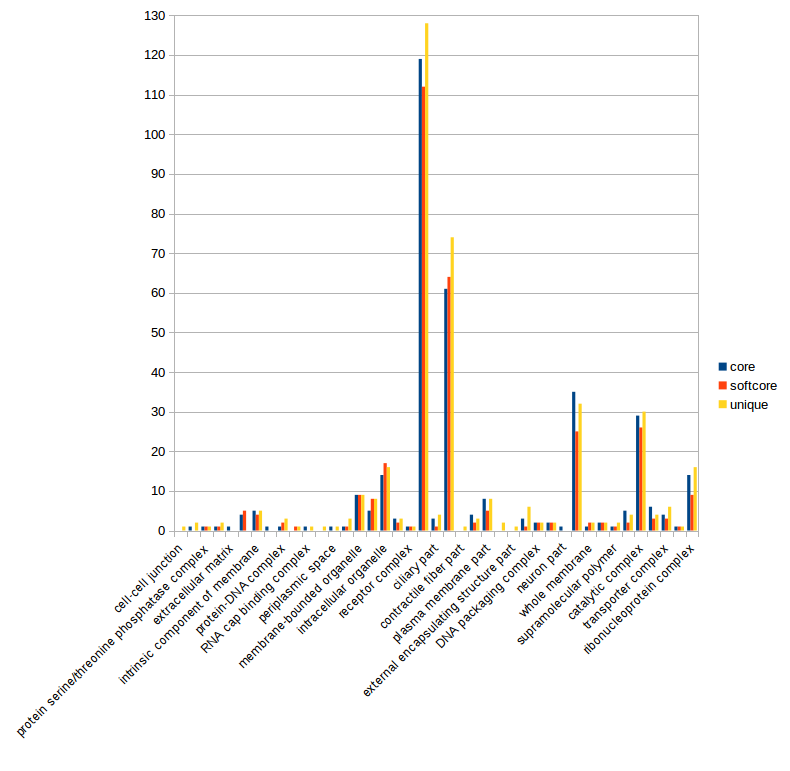 130
120
110
100
90
80
70
60
50
40
30
20
10
0
cell-cell junction
protein serine/threonine phosphatase complex
extracellular matrix
intrinsic component of membrane
protein-DNA complex
RNA cap binding complex
periplasmic space
membrane-bounded organelle
intracellular organelle
receptor complex
ciliary part
contractile fiber part
plasma membrane part
external encapsulating structure part
DNA packaging complex
neuron part
whole membrane
supramolecular polymer
catalytic complex
transporter complex
ribonucleoprotein complex
core
softcore
unique